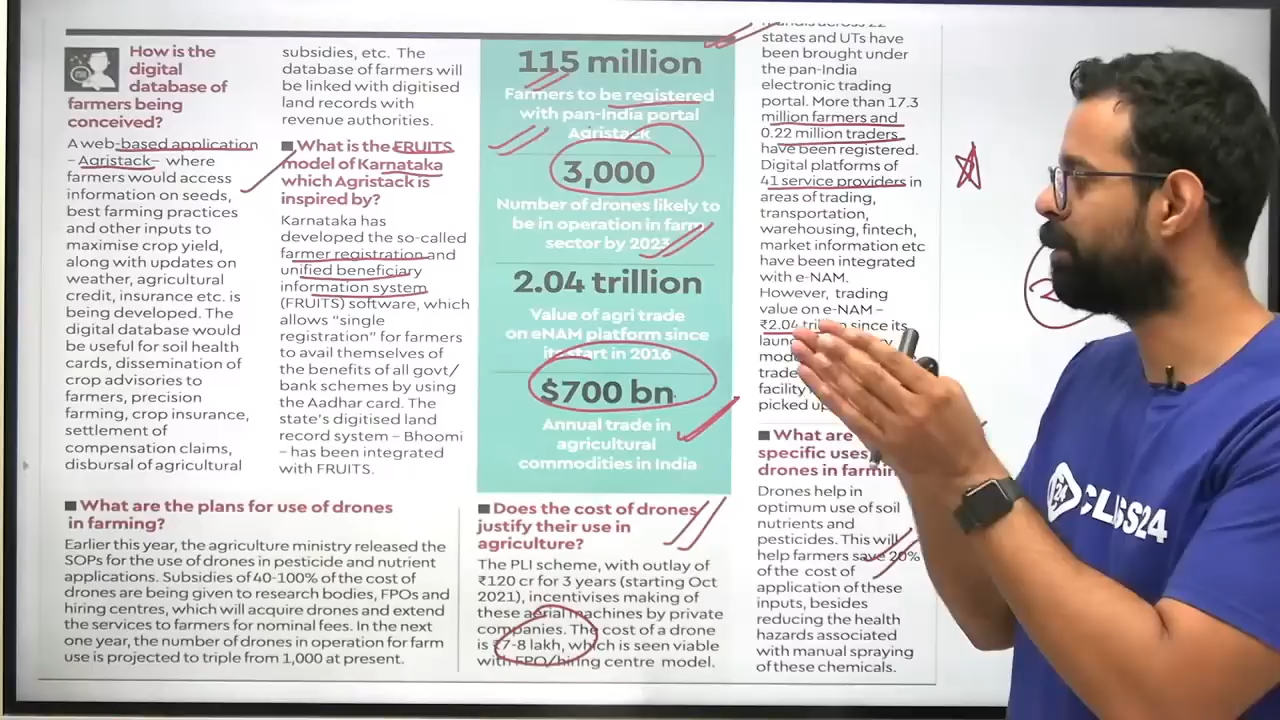 How is the
digital
database of
farmers being
conceived?
A web-based application
– Agristack– where
farmers would access
information on seeds,
best farming practices
and other inputs to
maximise crop yield,
along with updates on
weather, agricultural
credit, insurance etc. is
being developed. The
digital database would
be useful for soil health
cards, dissemination of
crop advisories to
farmers, precision
farming, crop insurance,
settlement of
compensation claims,
disbursal of agricultural
subsidies, etc. The
database of farmers will
be linked with digitised
land records with
revenue authorities.
■ What is the FRUITS
model of Karnataka
which Agristack is
inspired by?
Karnataka has
developed the so-called
farmer registration and
unified beneficiary
information system
(FRUITS) software, which
allows “single
registration” for farmers
to avail themselves of
the benefits of all govt/
bank schemes by using
the Aadhar card. The
state’s digitised land
record system – Bhoomi
– has been integrated
with FRUITS.
115 million
Farmers to be registered
with pan-India portal
Agristack
3,000
Number of drones likely to
be in operation in farm
sector by 2023
2.04 trillion
Value of agri trade
on eNAM platform since
its start in 2016
$700 bn
Annual trade in
agricultural
commodities in India
states and UTs have
been brought under
the pan-India
electronic trading
portal. More than 17.3
million farmers and
0.22 million traders
have been registered.
Digital platforms of
41 service providers in
areas of trading,
transportation,
warehousing, fintech,
market information etc
have been integrated
with e-NAM.
However, trading
value on e-NAM –
₹2.04 trillion since its
trade
facility
picked up
■ What are
specific uses
drones in farming
Drones help in
optimum use of soil
nutrients and
pesticides. This will
help farmers save 20%
of the cost of
application of these
inputs, besides
reducing the health
hazards associated
with manual spraying
of these chemicals.
■ What are the plans for use of drones
in farming?
Earlier this year, the agriculture ministry released the
SOPs for the use of drones in pesticide and nutrient
applications. Subsidies of 40-100% of the cost of
drones are being given to research bodies, FPOs and
hiring centres, which will acquire drones and extend
the services to farmers for nominal fees. In the next
one year, the number of drones in operation for farm
use is projected to triple from 1,000 at present.
■ Does the cost of drones
justify their use in
agriculture?
The PLI scheme, with outlay of
₹120 cr for 3 years (starting Oct
2021), incentivises making of
these aerial machines by private
companies. The cost of a drone
is ₹7-8 lakh, which is seen viable
with FPO/hiring centre model.
24
CLASS24